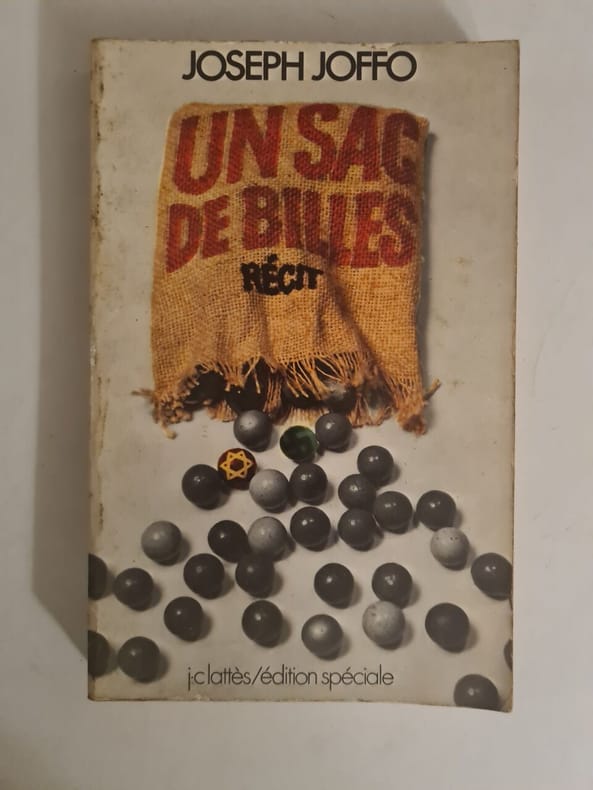 JOSEPH JOFFO
UN SAC
DE BILLES
RÉCIT
j·c lattès/édition spéciale